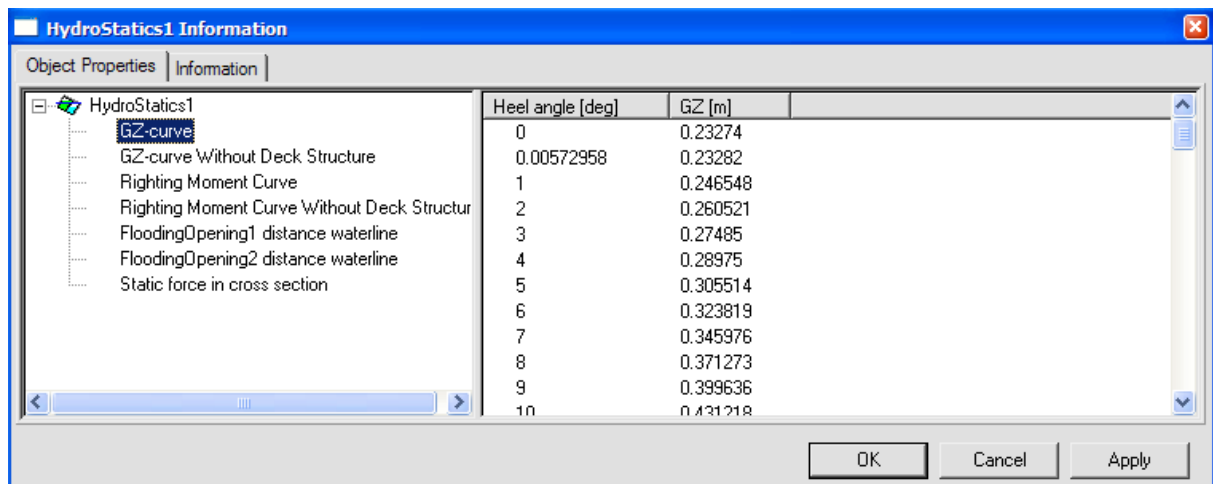 HydroStatics1 Information
Object Properties Information
HydroStatics1
GZ-curve
GZ-curve Without Deck Structure
Righting Moment Curve
Righting Moment Curve Without Deck Structur
FloodingOpening1 distance waterline
FloodingOpening2 distance waterline
Static force in cross section
Heel angle [deg] GZ [m]
0 0.23274
0.00572958 0.23282
1 0.246548
2 0.260521
3 0.27485
4 0.28975
5 0.305514
6 0.323819
7 0.345976
8 0.371273
9 0.399636
10 0.431218
OK Cancel Apply